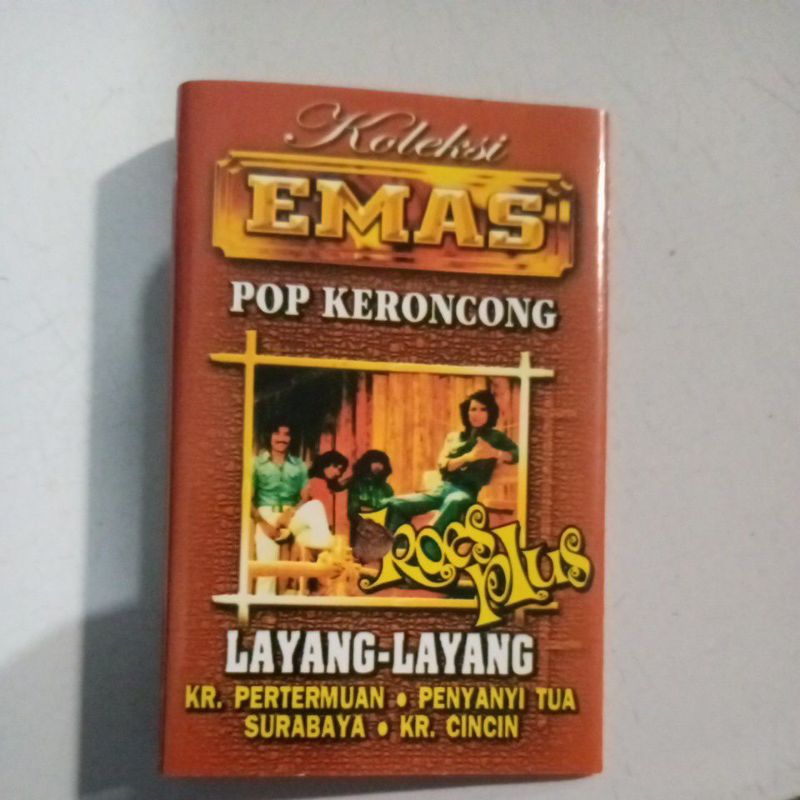 Koleksi
EMAS
POP KERONCONG
Koes
plus
LAYANG-LAYANG
KR. PERTERMUAN • PENYANYI TUA
SURABAYA • KR. CINCIN